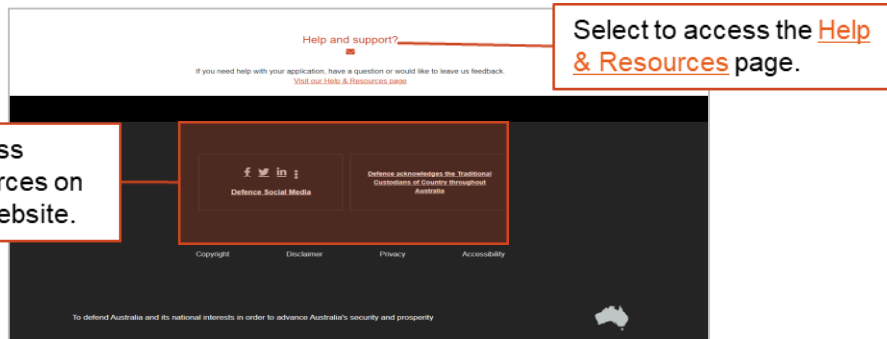 Help and support?
If you need help with your application, have a question or would like to leave us feedback.
Visit our Help & Resources page
Select to access the Help
& Resources page.
ss
rces on
ebsite.
Defence Social Media
Defence acknowledges the Traditional
Custodians of Country throughout
Australia
Copyright Disclaimer Privacy Accessibility
To defend Australia and its national interests in order to advance Australia's security and prosperity